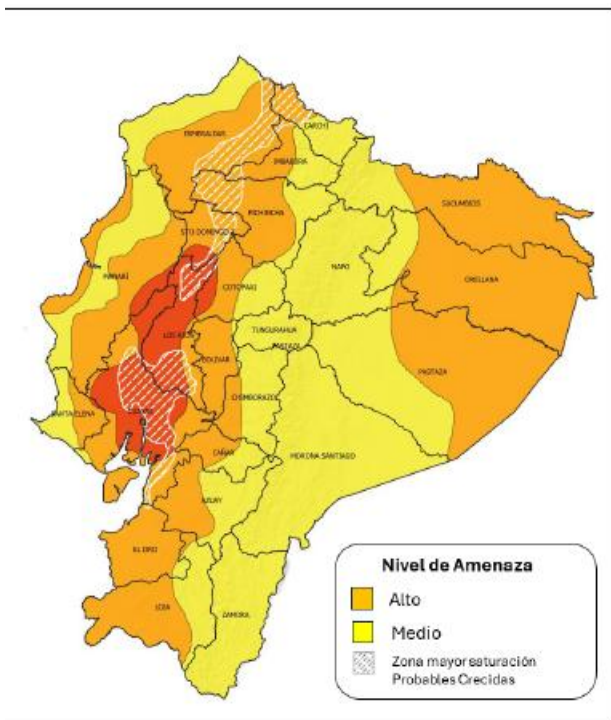 ESMERALDAS
CARCHI
IMBABURA
SUCUMBIOS
PICHINCHA
STO DOMINGO
NAPO
ORELLANA
MANABÍ
COTOPAXI
TUNGURAHUA
LOS RIOS
BOLIVAR
PASTAZA
CHIMBORAZO
SANTA ELENA
GUAYAS
MORONA SANTIAGO
CAÑAR
AZUAY
EL ORO
LOJA
ZAMORA
Nivel de Amenaza
Alto
Medio
Zona mayor saturación
Probables Crecidas